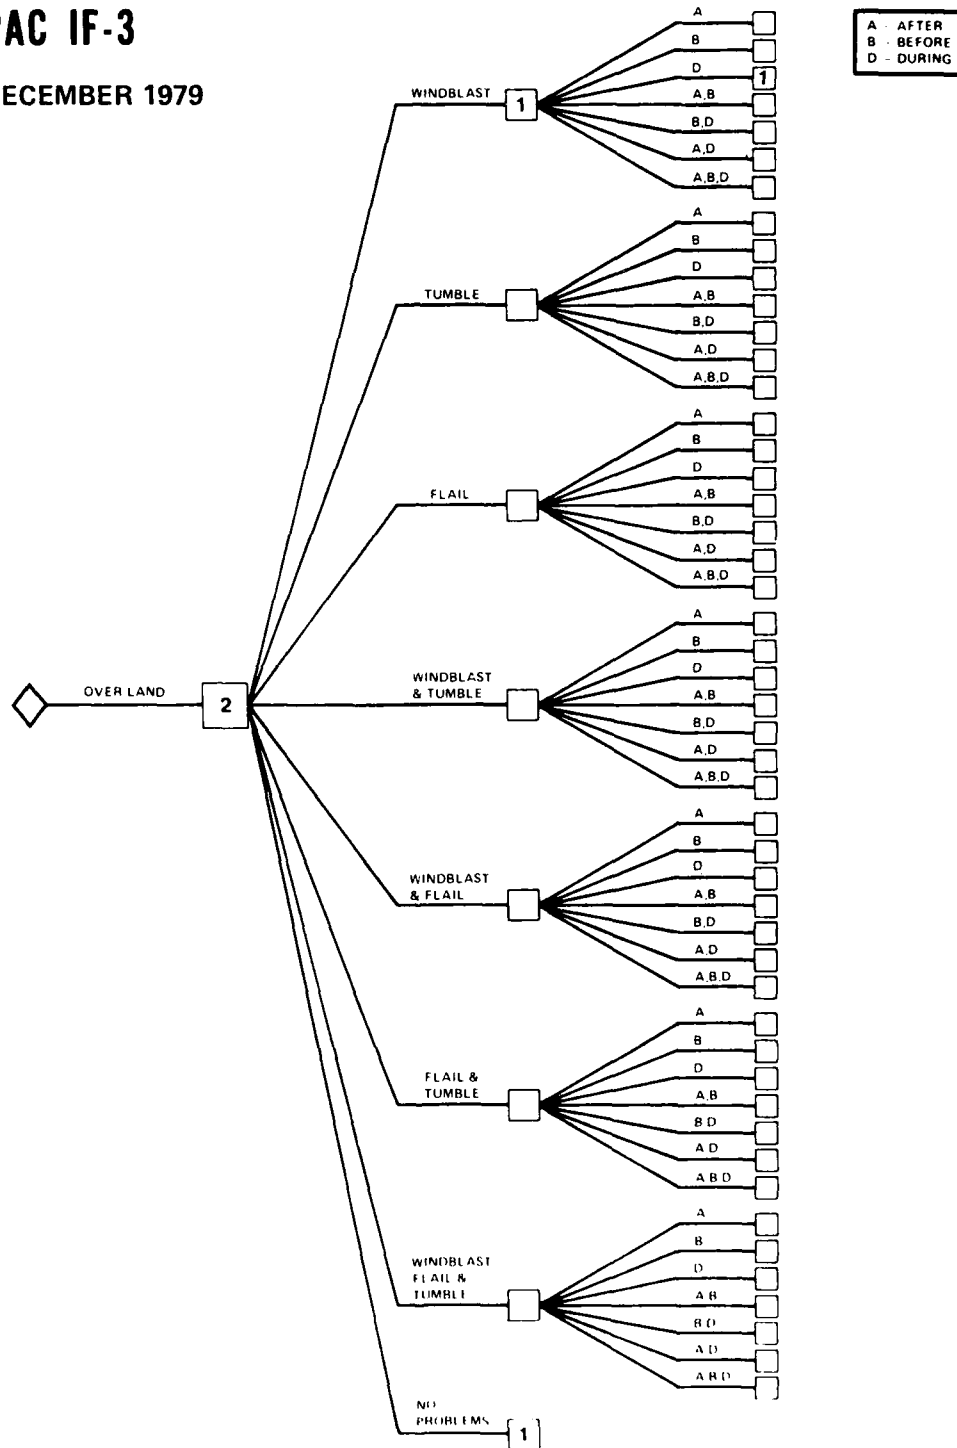 AC IF-3
ECEMBER 1979
A - AFTER
B - BEFORE
D - DURING
WINDBLAST
1
A
B
D
1
A,B
B,D
A,D
A,B,D
TUMBLE
A
B
D
A,B
B,D
A,D
A,B,D
FLAIL
A
B
D
A,B
B,D
A,D
A,B,D
OVER LAND
2
WINDBLAST
& TUMBLE
A
B
D
A,B
B,D
A,D
A,B,D
WINDBLAST
& FLAIL
A
B
D
A,B
B,D
A,D
A,B,D
FLAIL &
TUMBLE
A
B
D
A,B
B D
A D
A B D
WINDBLAST
FLAIL &
TUMBLE
A
B
D
A B
B D
A D
A B D
NO
PROBLEMS
1